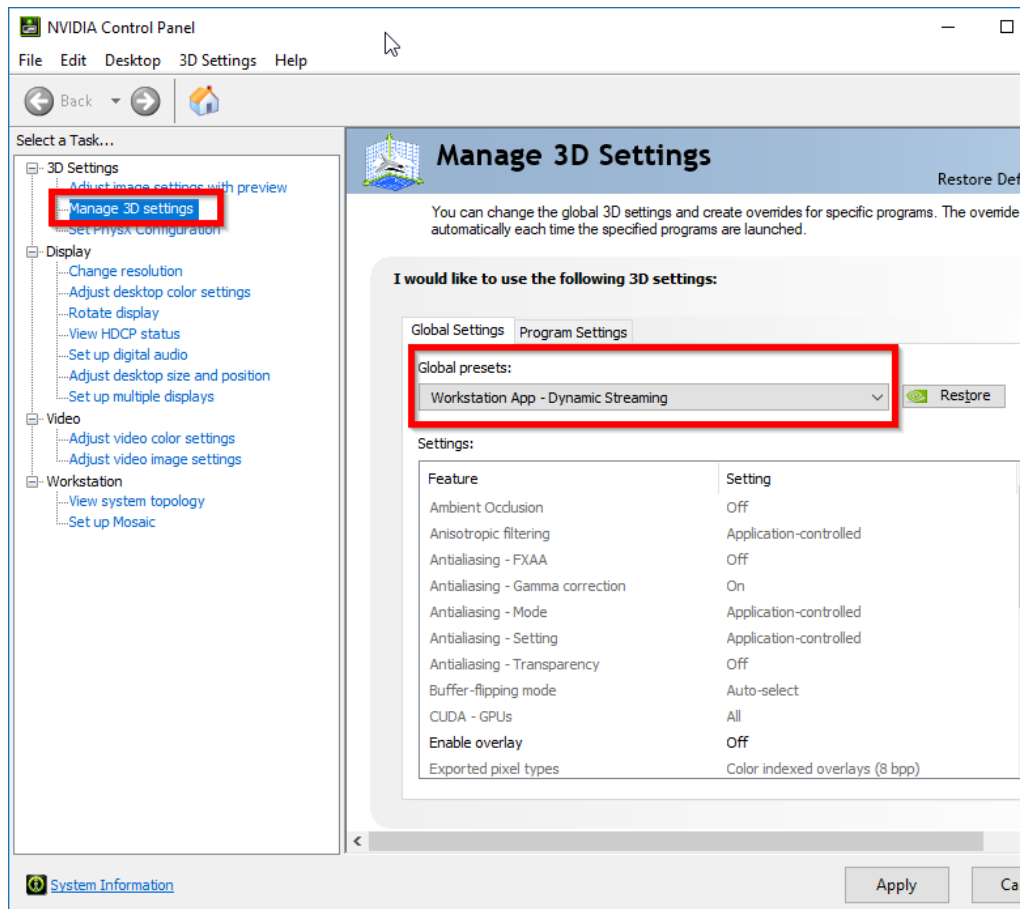 NVIDIA Control Panel
File Edit Desktop 3D Settings Help
Back
Select a Task...
3D Settings
Adjust image settings with preview
Manage 3D settings
Set PhysX Configuration
Display
Change resolution
Adjust desktop color settings
Rotate display
View HDCP status
Set up digital audio
Adjust desktop size and position
Set up multiple displays
Video
Adjust video color settings
Adjust video image settings
Workstation
View system topology
Set up Mosaic
Manage 3D Settings
Restore Def
You can change the global 3D settings and create overrides for specific programs. The override
automatically each time the specified programs are launched.
I would like to use the following 3D settings:
Global Settings Program Settings
Global presets:
Workstation App - Dynamic Streaming Restore
Settings:
Feature Setting
Ambient Occlusion Off
Anisotropic filtering Application-controlled
Antialiasing - FXAA Off
Antialiasing - Gamma correction On
Antialiasing - Mode Application-controlled
Antialiasing - Setting Application-controlled
Antialiasing - Transparency Off
Buffer-flipping mode Auto-select
CUDA - GPUs All
Enable overlay Off
Exported pixel types Color indexed overlays (8 bpp)
System Information
Apply Ca